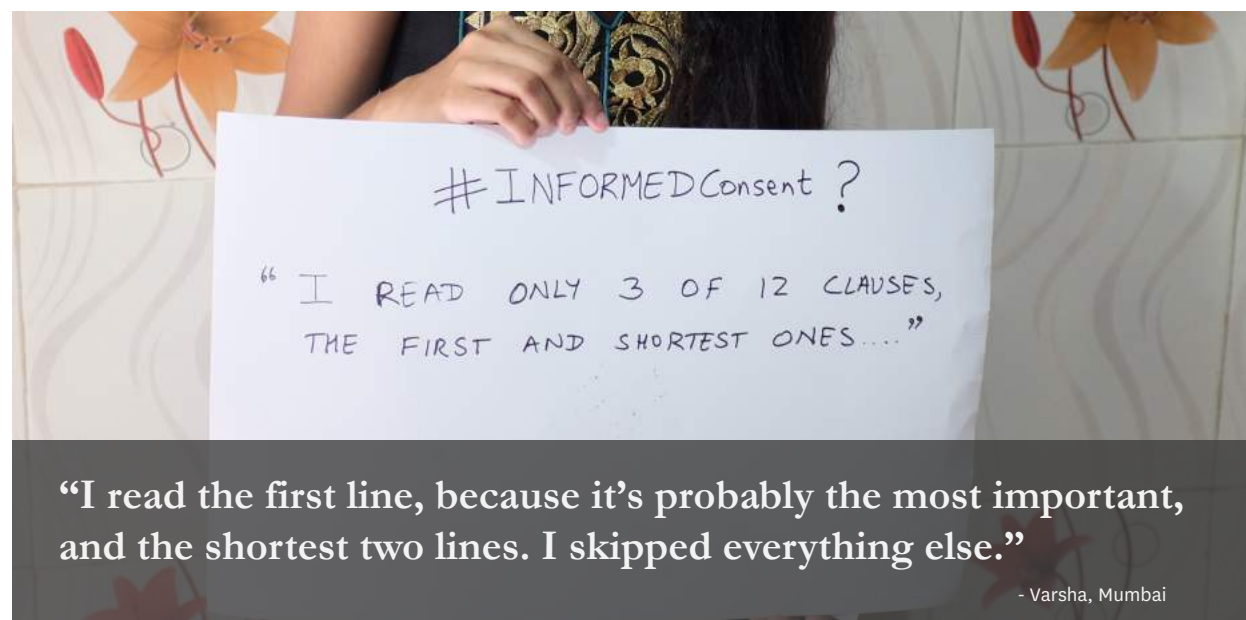 #INFORMEDConsent?
“I READ ONLY 3 OF 12 CLAUSES,
THE FIRST AND SHORTEST ONES....”
“I read the first line, because it’s probably the most important,
and the shortest two lines. I skipped everything else.”
- Varsha, Mumbai